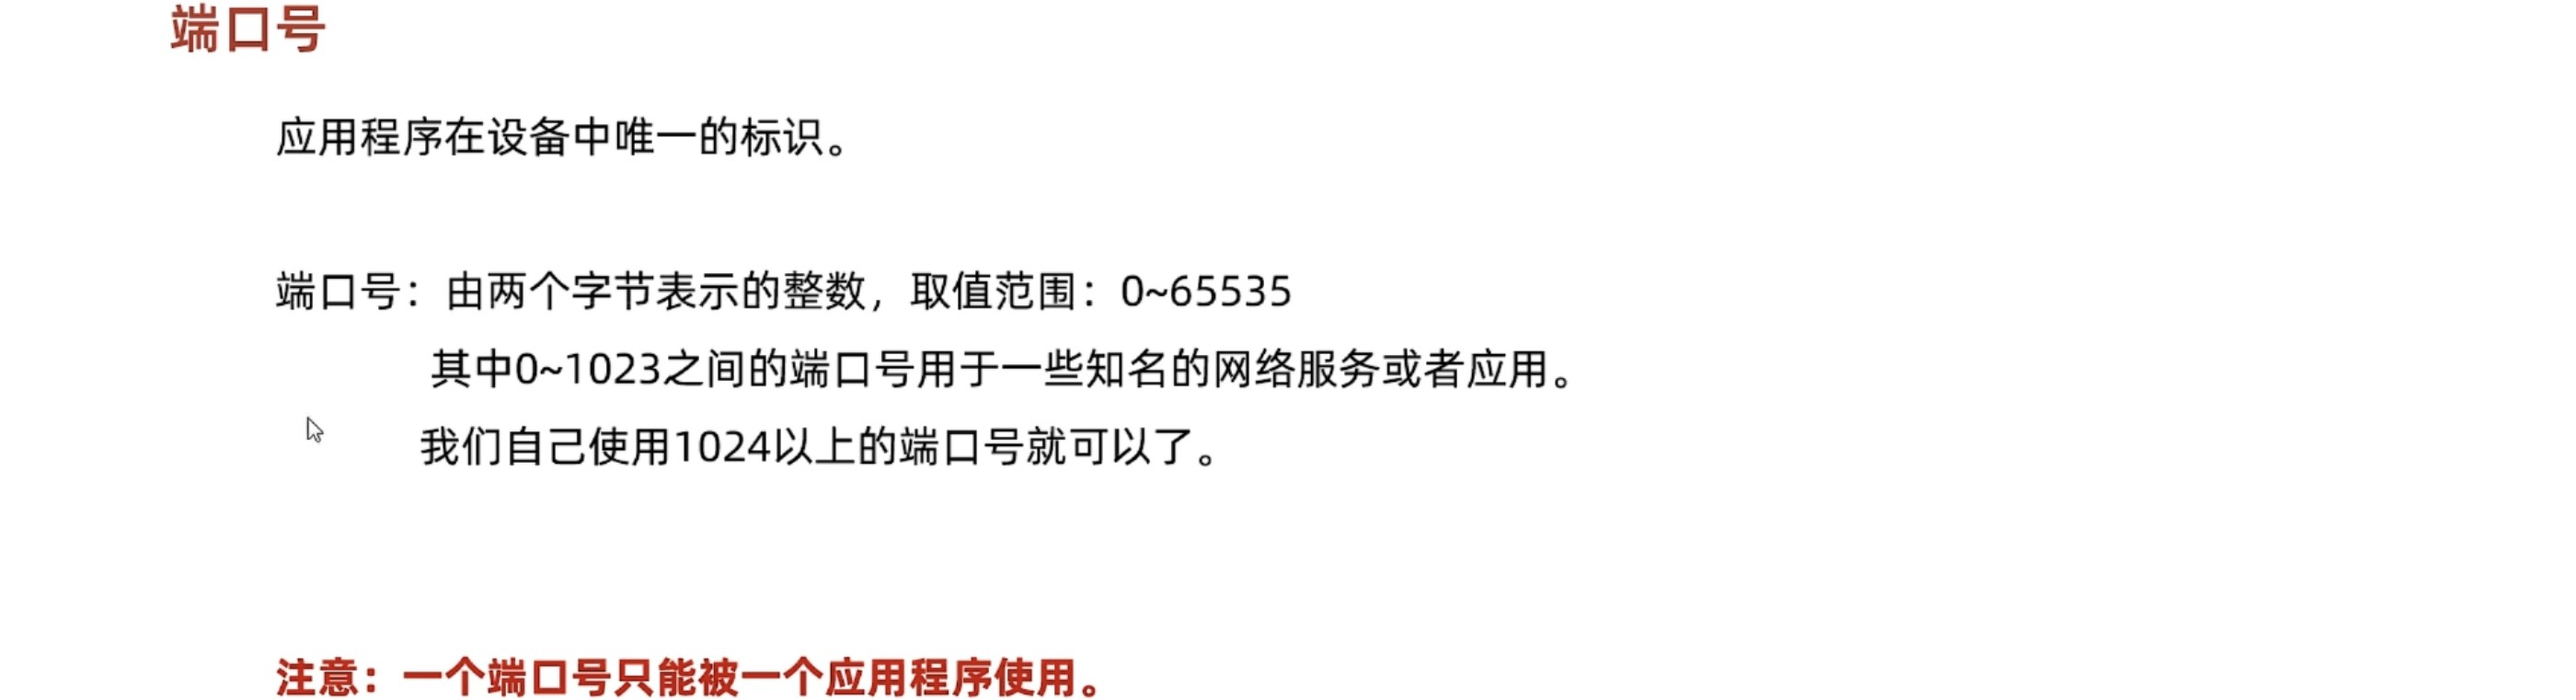 端口号
应用程序在设备中唯一的标识。
端口号：由两个字节表示的整数，取值范围：0~65535
其中0~1023之间的端口号用于一些知名的网络服务或者应用。
我们自己使用1024以上的端口号就可以了。
注意：一个端口号只能被一个应用程序使用。